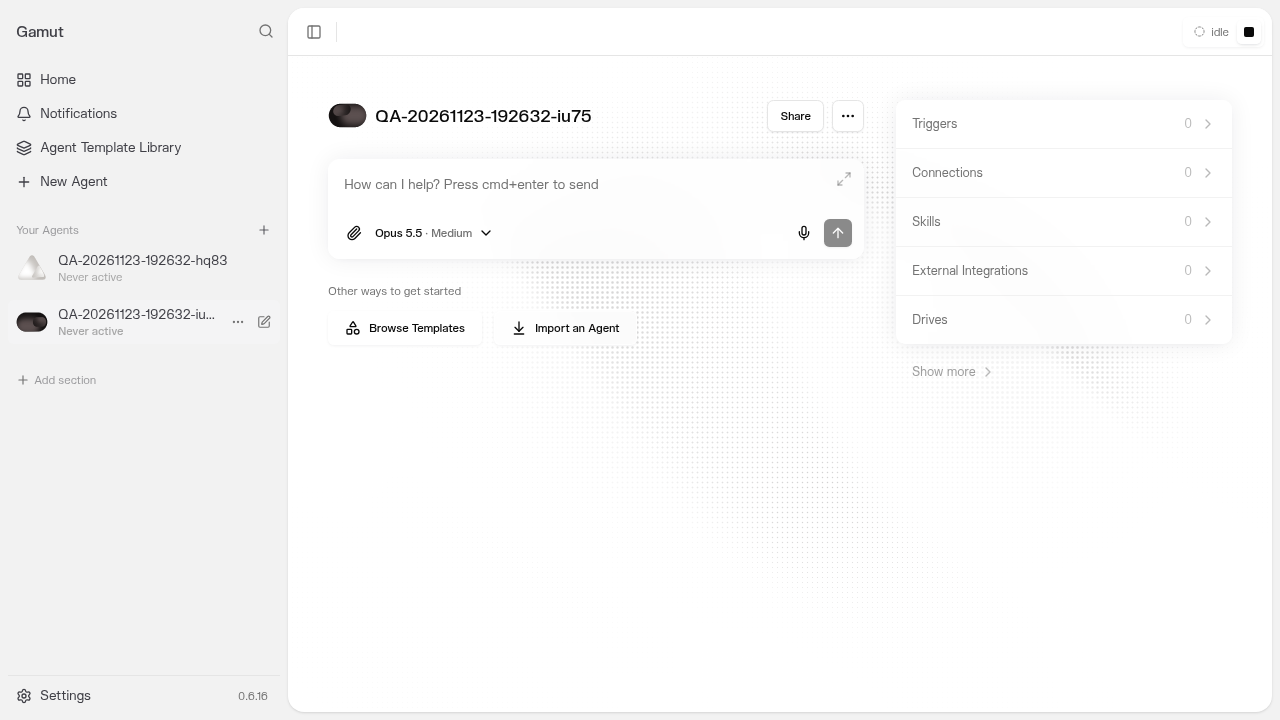 Gamut
Home
Notifications
Agent Template Library
New Agent
Your Agents
QA-20261123-192632-hq83
Never active
QA-20261123-192632-iu...
Never active
Add section
Settings
0.6.16
idle
QA-20261123-192632-iu75
Share
How can I help? Press cmd+enter to send
Opus 5.5 · Medium
Other ways to get started
Browse Templates
Import an Agent
Triggers 0
Connections 0
Skills 0
External Integrations 0
Drives 0
Show more